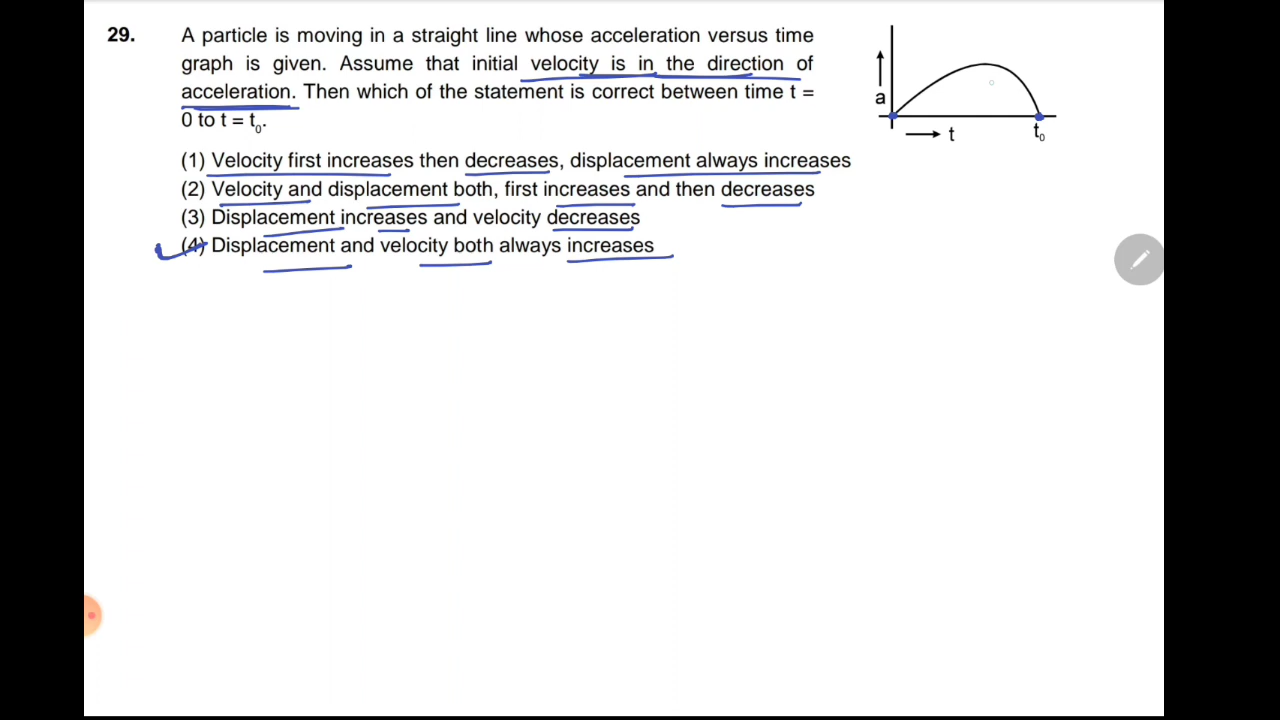 29. A particle is moving in a straight line whose acceleration versus time
graph is given. Assume that initial velocity is in the direction of
acceleration. Then which of the statement is correct between time t =
0 to t = t₀.
(1) Velocity first increases then decreases, displacement always increases
(2) Velocity and displacement both, first increases and then decreases
(3) Displacement increases and velocity decreases
(4) Displacement and velocity both always increases
a
t
t₀